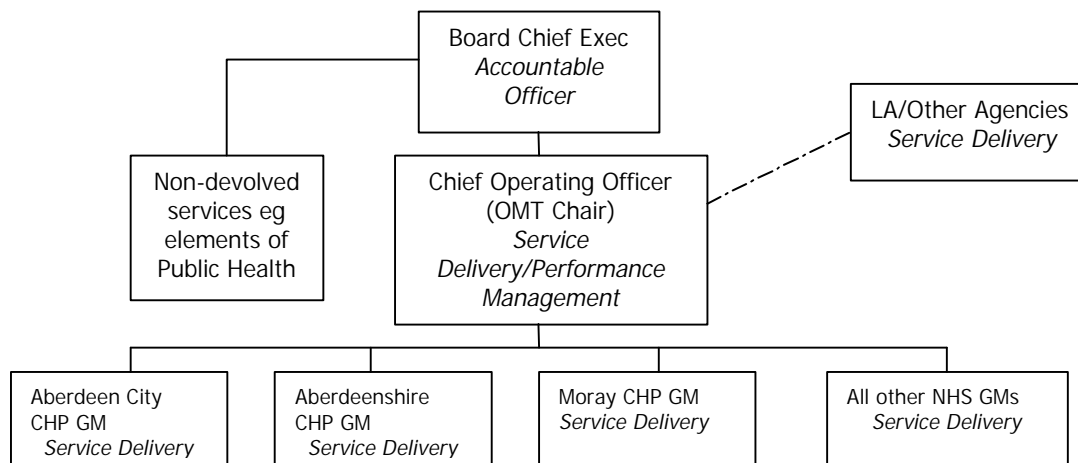 Board Chief Exec
Accountable
Officer
LA/Other Agencies
Service Delivery
Non-devolved
services eg
elements of
Public Health
Chief Operating Officer
(OMT Chair)
Service
Delivery/Performance
Management
Aberdeen City
CHP GM
Service Delivery
Aberdeenshire
CHP GM
Service Delivery
Moray CHP GM
Service Delivery
All other NHS GMs
Service Delivery